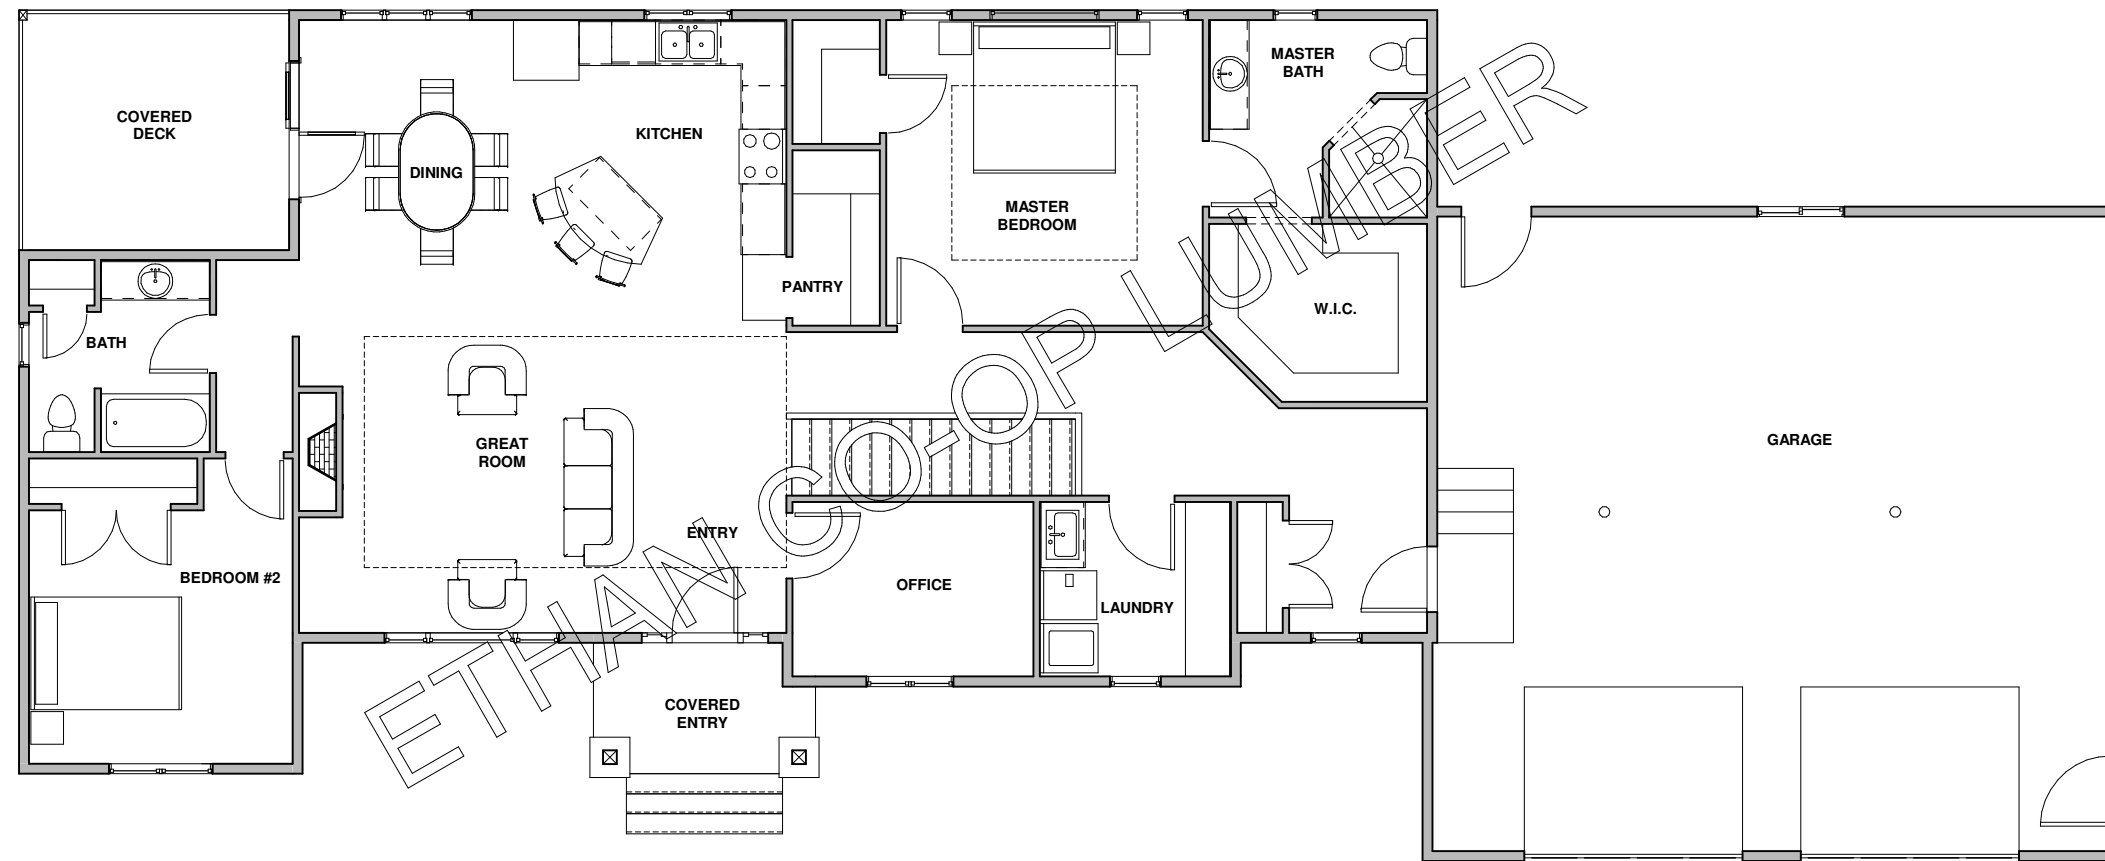 COVERED
DECK
DINING
KITCHEN
MASTER
BATH
MASTER
BEDROOM
PANTRY
W.I.C.
BATH
GREAT
ROOM
GARAGE
ENTRY
BEDROOM #2
OFFICE
LAUNDRY
COVERED
ENTRY
ETHAN CO-OP LUMBER